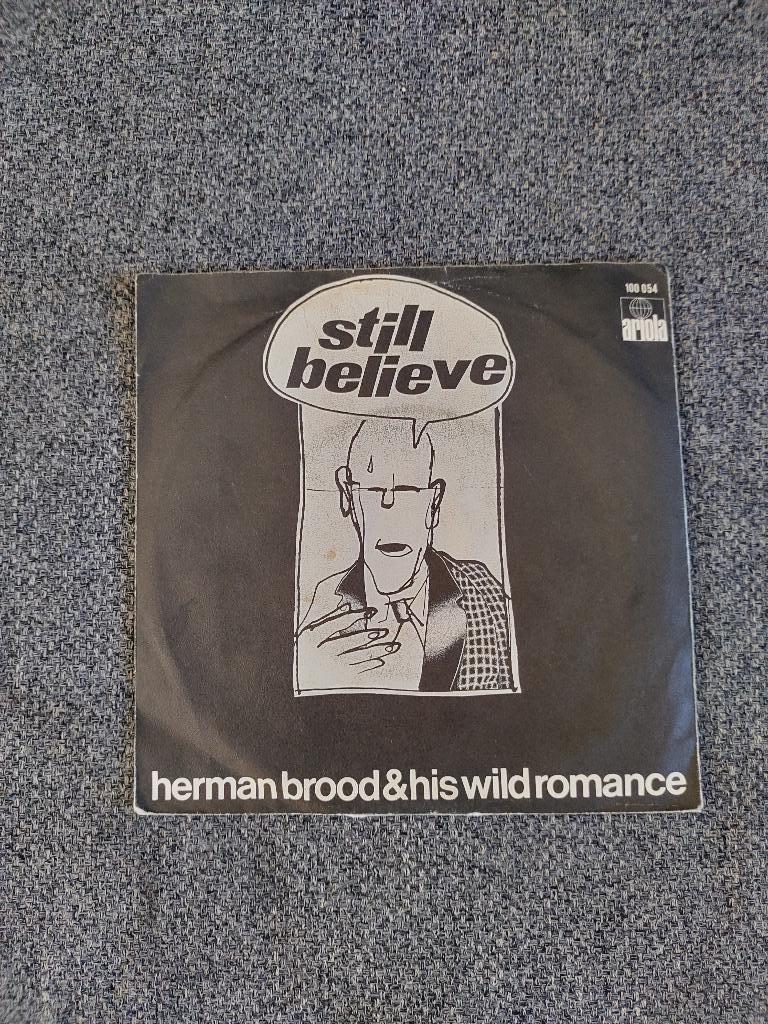 100 054
ariola
still
believe
herman brood & his wild romance